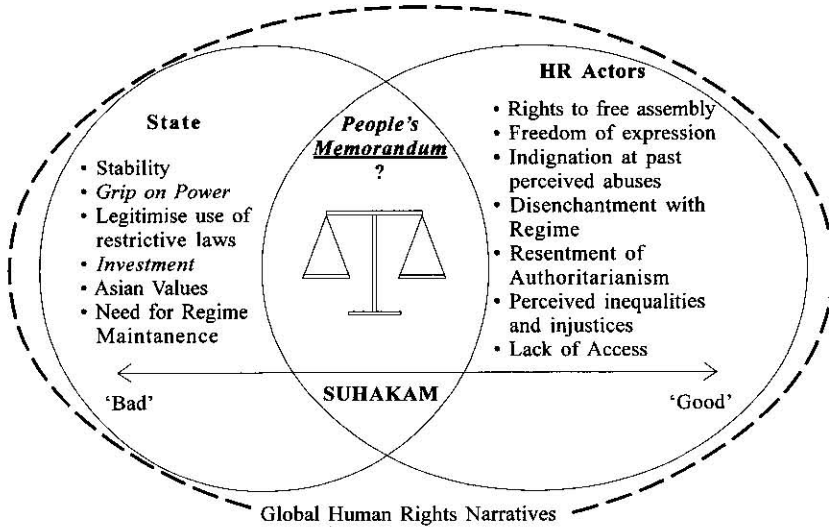 State
• Stability
• Grip on Power
• Legitimise use of
restrictive laws
• Investment
• Asian Values
• Need for Regime
Maintanence
People's
Memorandum
?
HR Actors
• Rights to free assembly
• Freedom of expression
• Indignation at past
perceived abuses
• Disenchantment with
Regime
• Resentment of
Authoritarianism
• Perceived inequalities
and injustices
• Lack of Access
'Bad'
SUHAKAM
'Good'
Global Human Rights Narratives